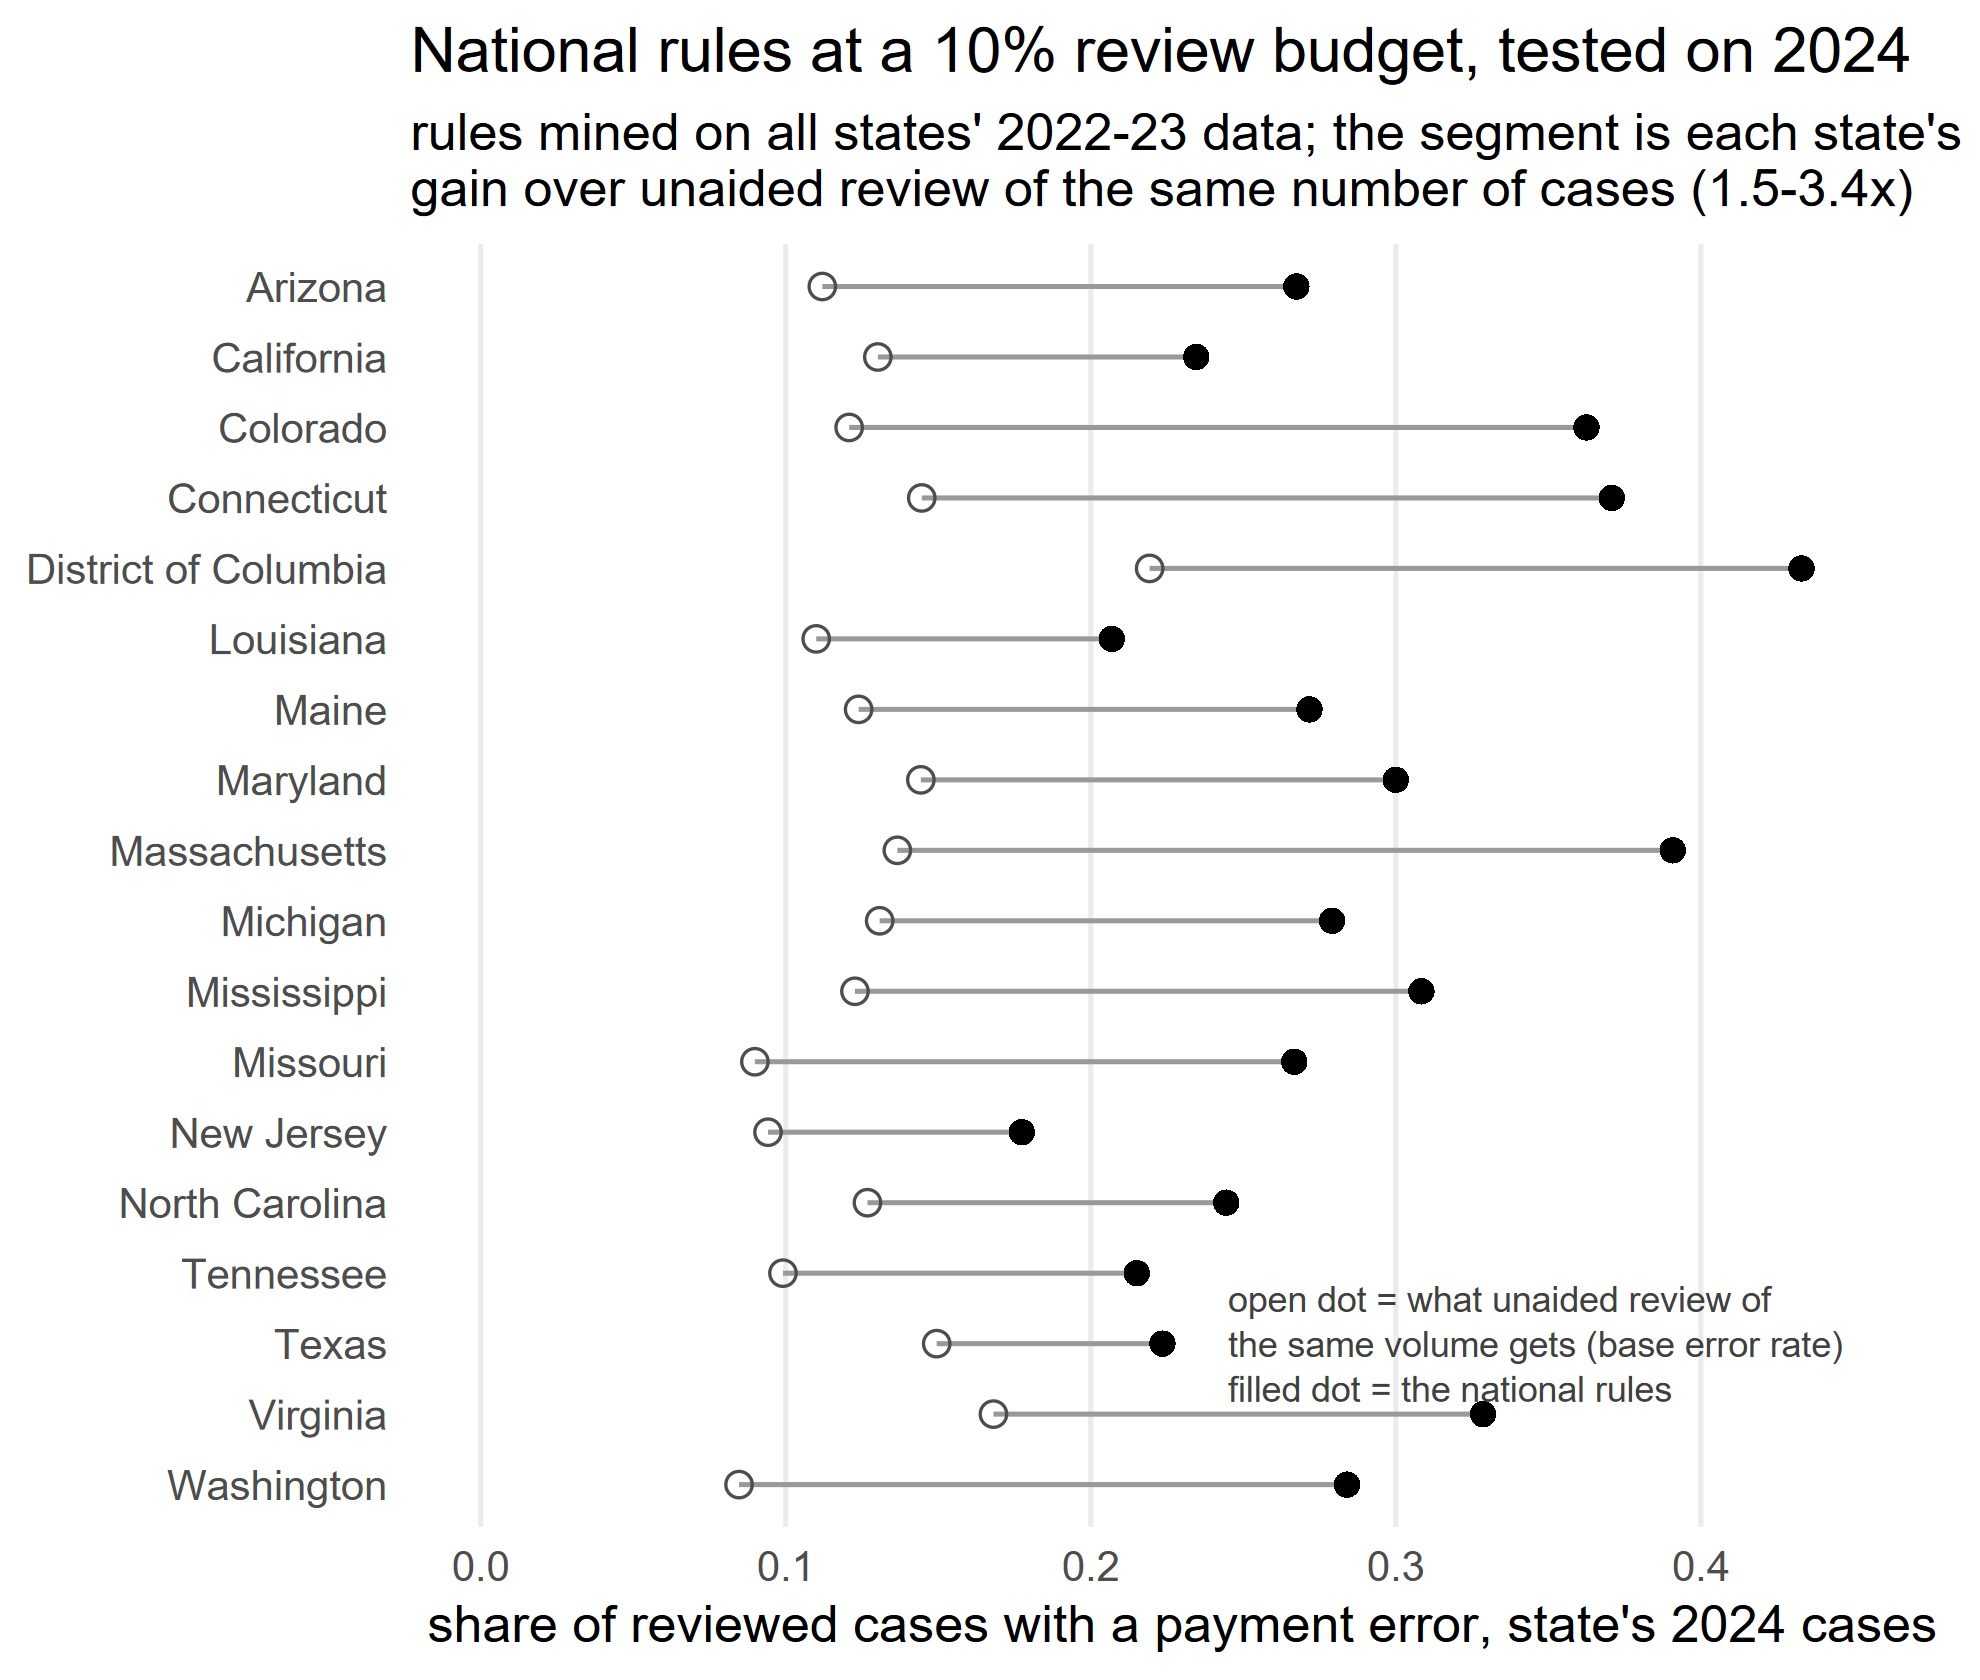 National rules at a 10% review budget, tested on 2024
rules mined on all states' 2022-23 data; the segment is each state's
gain over unaided review of the same number of cases (1.5-3.4x)
Arizona
California
Colorado
Connecticut
District of Columbia
Louisiana
Maine
Maryland
Massachusetts
Michigan
Mississippi
Missouri
New Jersey
North Carolina
Tennessee
open dot = what unaided review of
Texas
the same volume gets (base error rate)
filled dot = the national rules
Virginia
Washington
0.0
0.1
0.2
0.3
0.4
share of reviewed cases with a payment error, state's 2024 cases